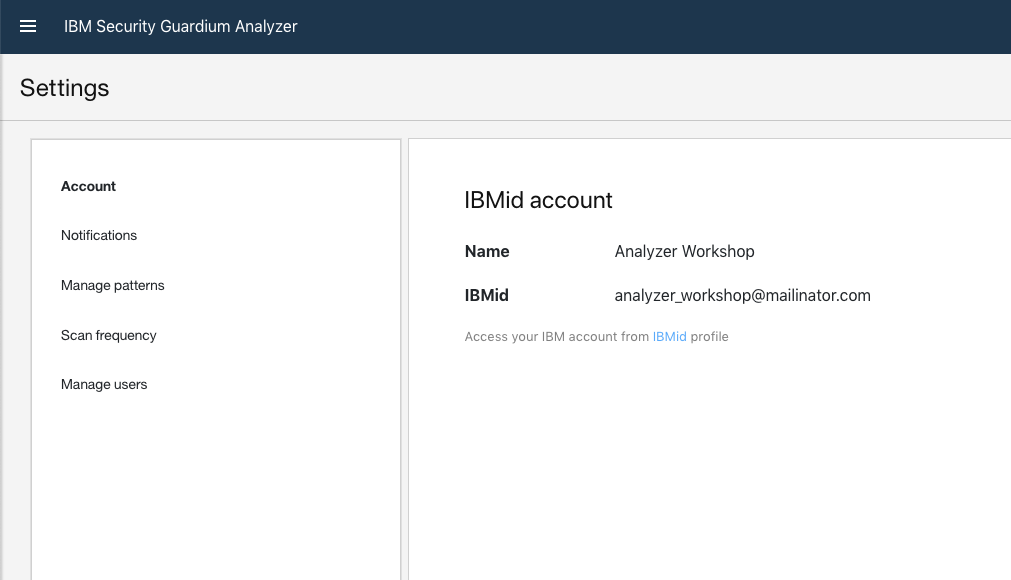 IBM Security Guardium Analyzer
Settings
Account
Notifications
Manage patterns
Scan frequency
Manage users
IBMid account
Name Analyzer Workshop
IBMid analyzer_workshop@mailinator.com
Access your IBM account from IBMid profile